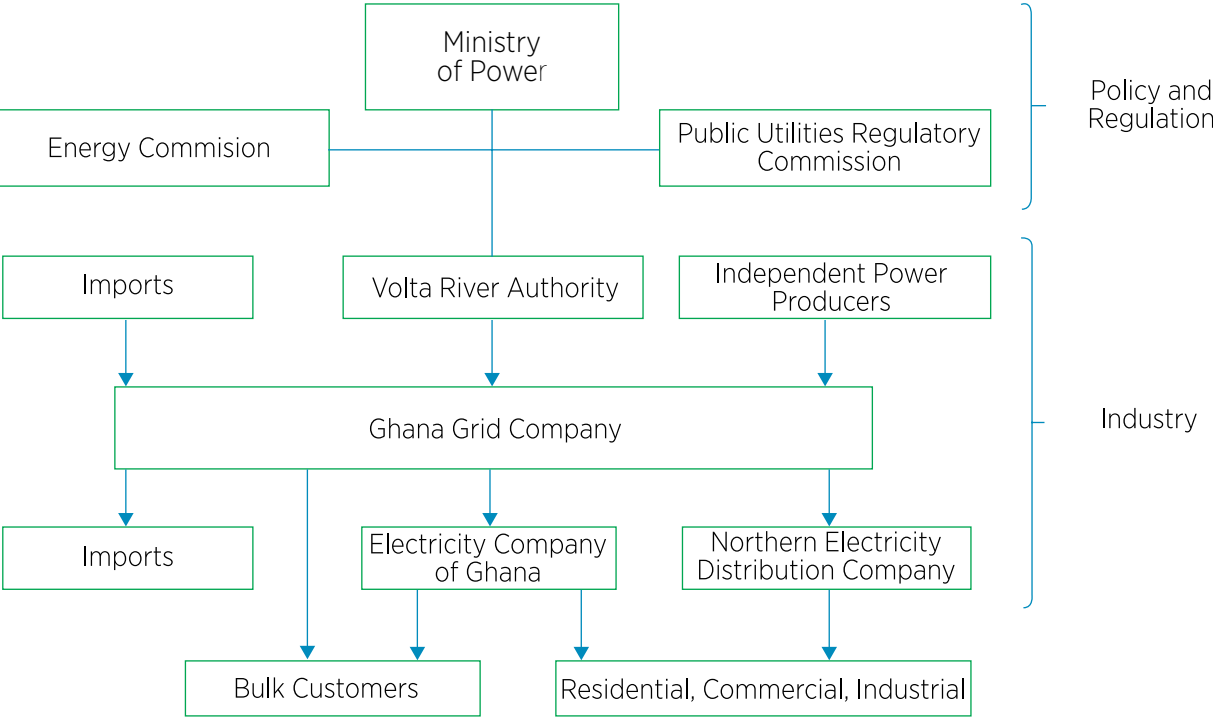 Ministry
of Power
Policy and
Regulation
Energy Commision
Public Utilities Regulatory
Commission
Imports
Volta River Authority
Independent Power
Producers
Ghana Grid Company
Industry
Imports
Electricity Company
of Ghana
Northern Electricity
Distribution Company
Bulk Customers
Residential, Commercial, Industrial